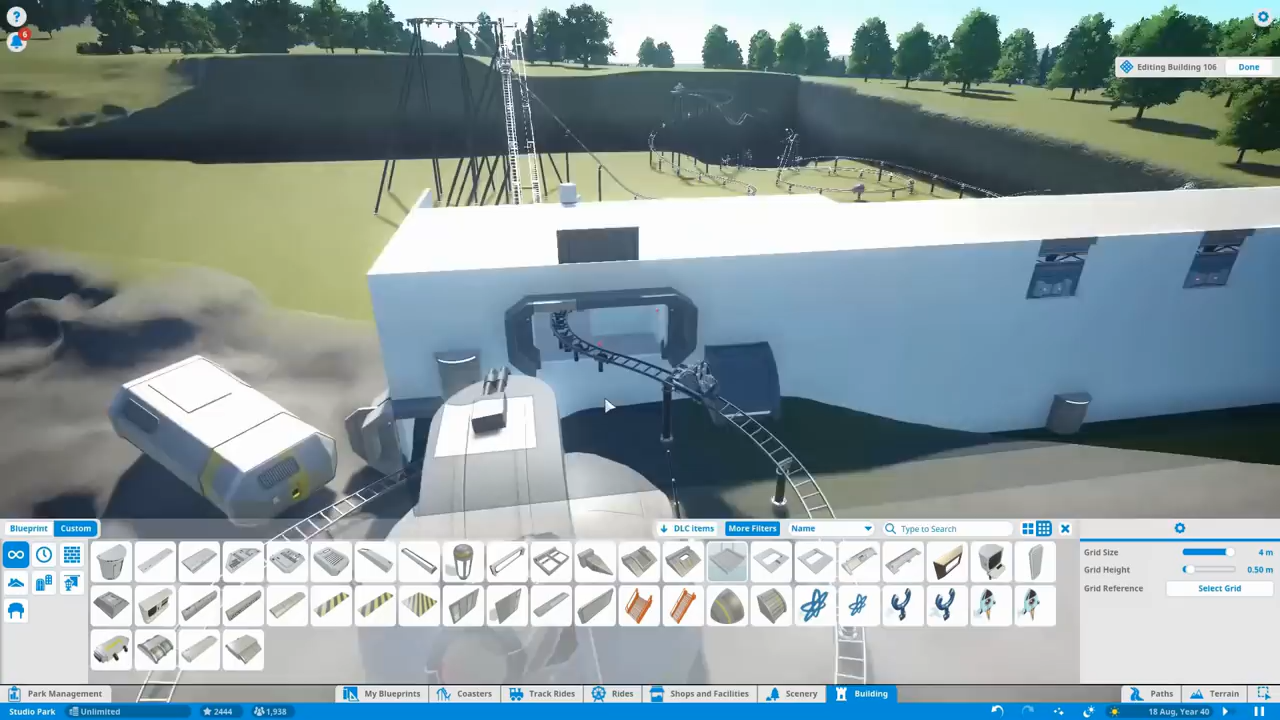 ?
6
Editing Building 106 Done
Blueprint Custom DLC items More Filters Name Type to Search
Grid Size 4 m
Grid Height 0.50 m
Grid Reference Select Grid
Park Management My Blueprints Coasters Track Rides Rides Shops and Facilities Scenery Building Paths Terrain
Studio Park Unlimited 2444 1,938 18 Aug, Year 40